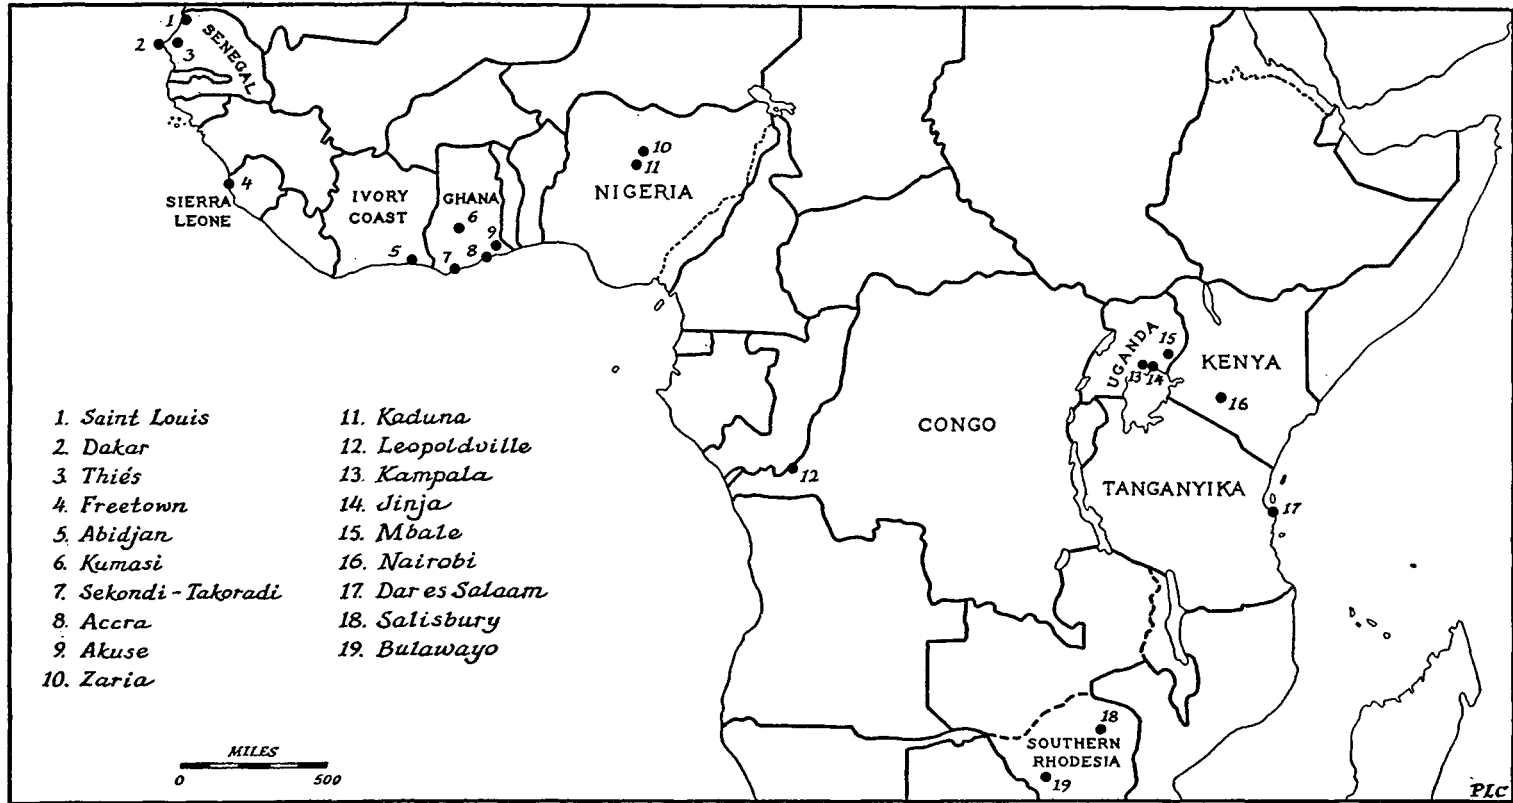 1
2
3
SENEGAL
4
SIERRA
LEONE
IVORY
COAST
5
GHANA
6
7
8
9
10
11
NIGERIA
CONGO
12
UGANDA
13
14
15
KENYA
16
TANGANYIKA
17
18
SOUTHERN
RHODESIA
19
1. Saint Louis
2. Dakar
3. Thiés
4. Freetown
5. Abidjan
6. Kumasi
7. Sekondi-Takoradi
8. Accra
9. Akuse
10. Zaria
11. Kaduna
12. Leopoldville
13. Kampala
14. Jinja
15. Mbale
16. Nairobi
17. Dar es Salaam
18. Salisbury
19. Bulawayo
MILES
0 500
PLC